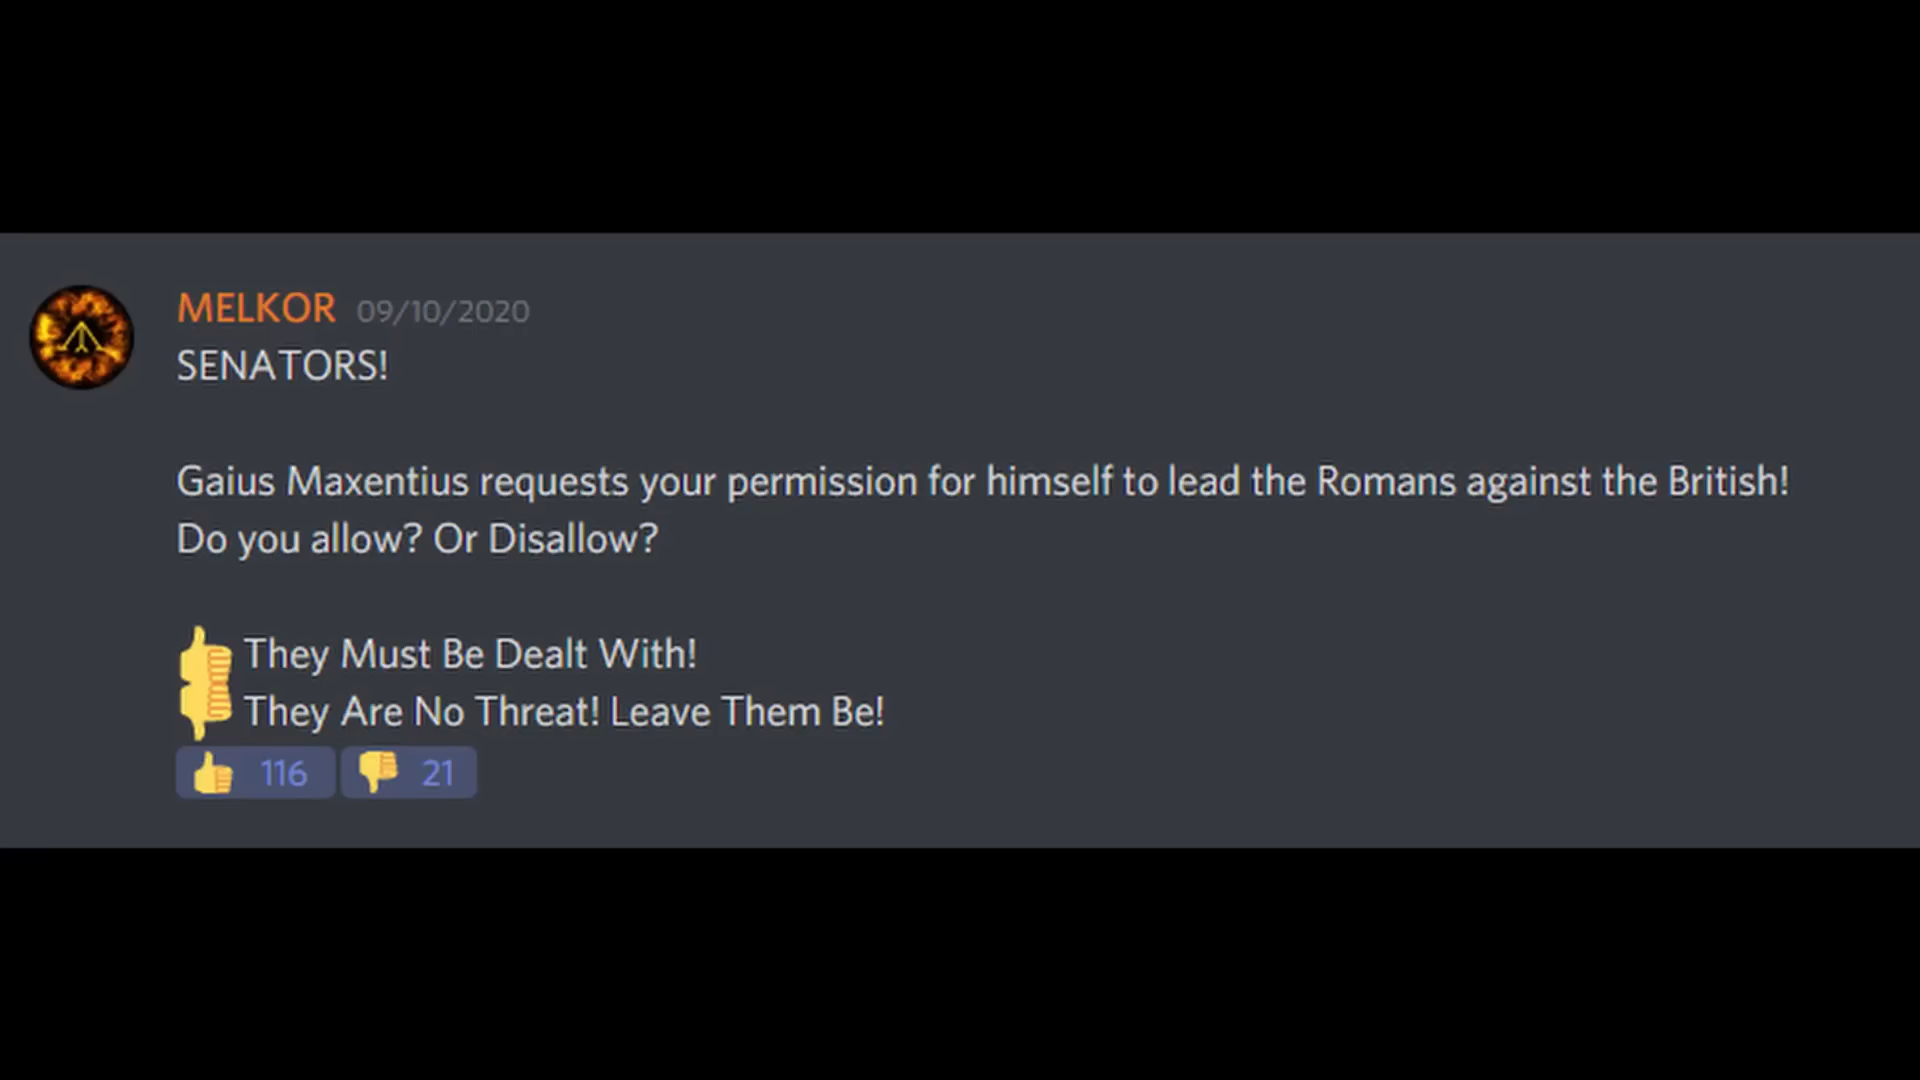 MELKOR 09/10/2020
SENATORS!
Gaius Maxentius requests your permission for himself to lead the Romans against the British!
Do you allow? Or Disallow?
👍 They Must Be Dealt With!
👎 They Are No Threat! Leave Them Be!
👍 116 👎 21